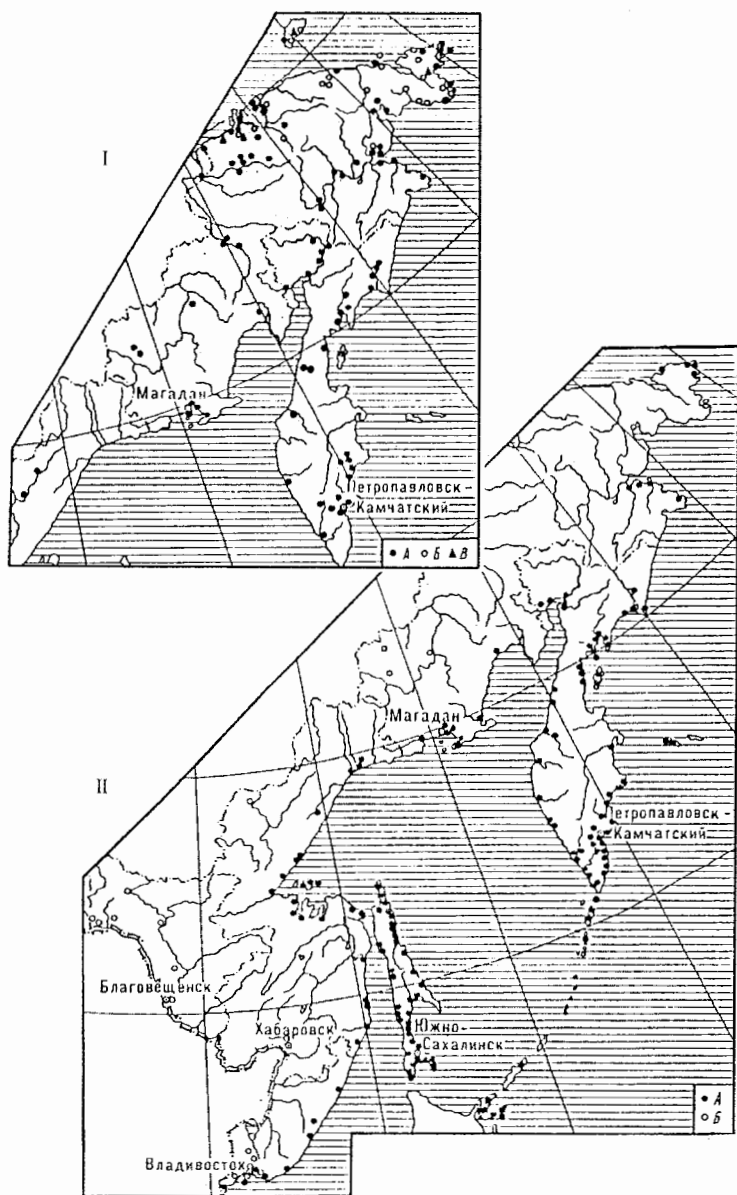 I
Магадан
Петропавловск-
Камчатский
● А ○ Б ▲ В
II
Магадан
Петропавловск-
Камчатский
Благовещенск
Хабаровск
Южно-
Сахалинск
Владивосток
● А
○ Б